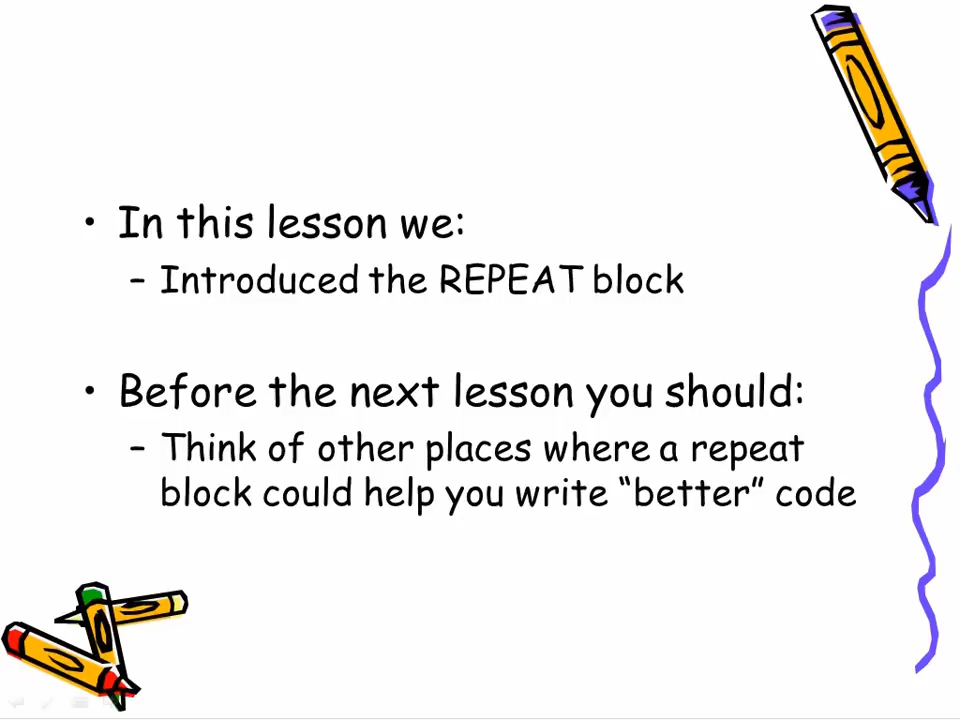 • In this lesson we:
– Introduced the REPEAT block
• Before the next lesson you should:
– Think of other places where a repeat
block could help you write “better” code